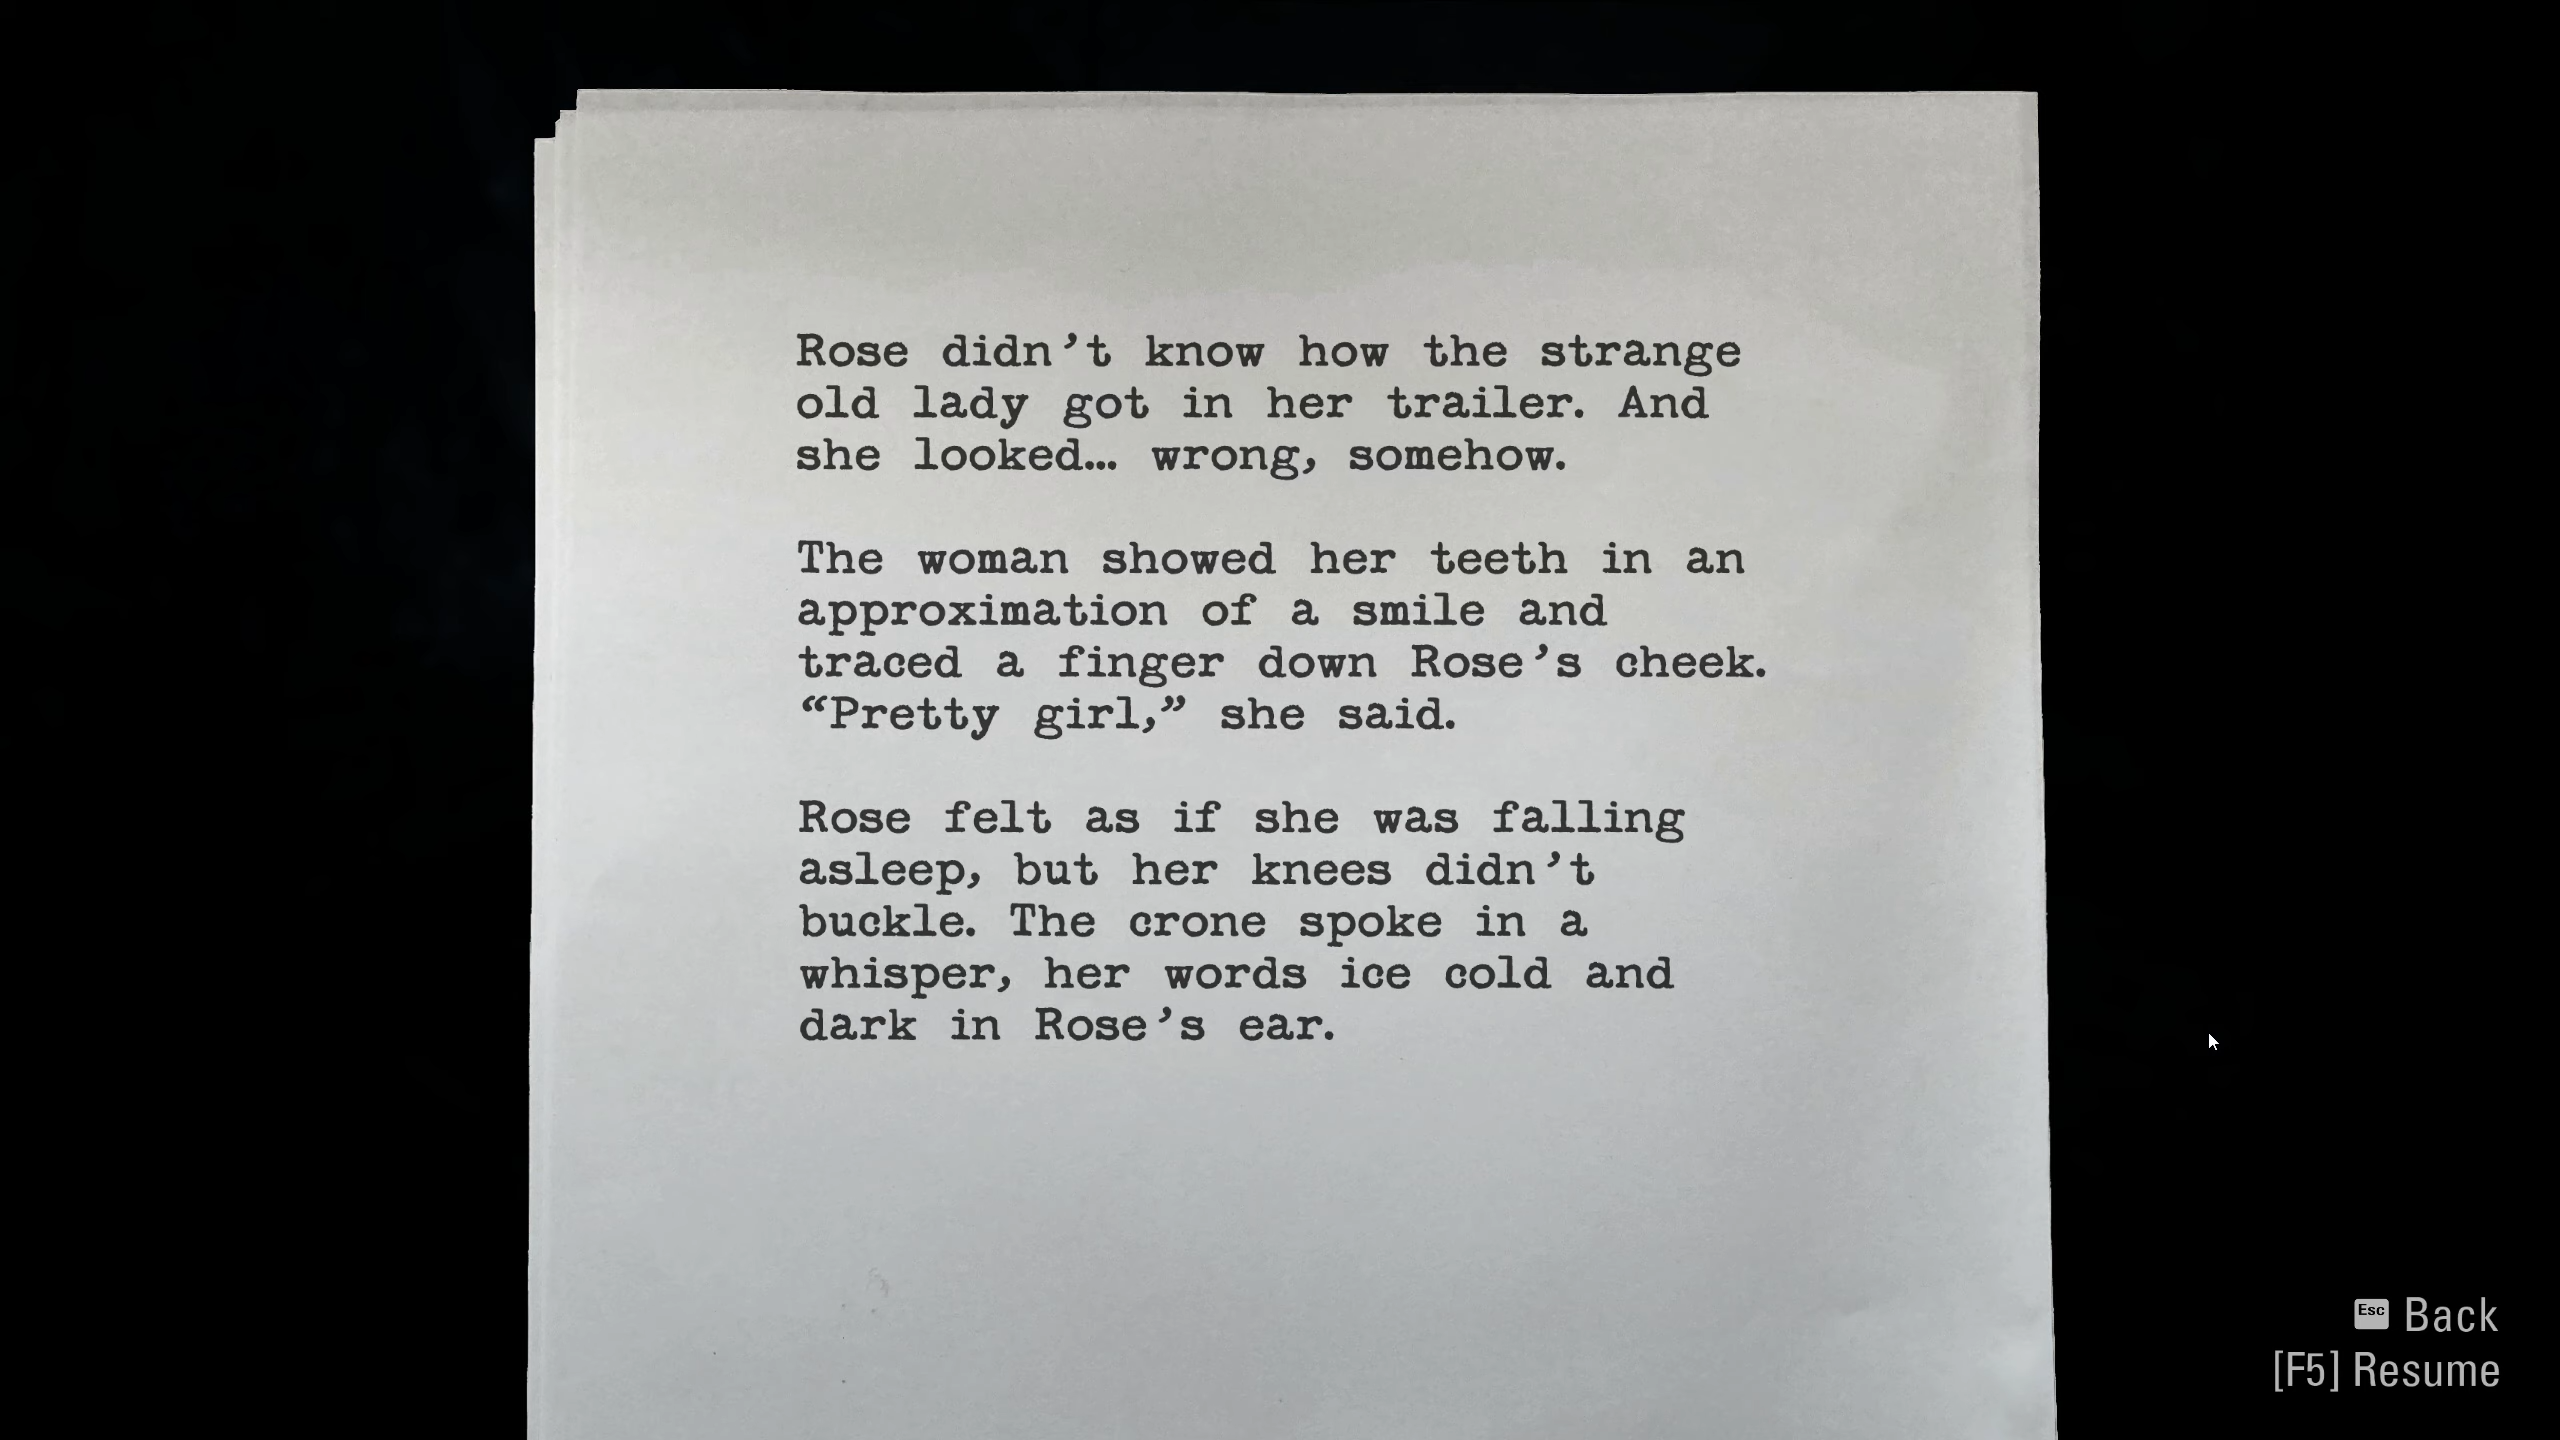 Rose didn’t know how the strange
old lady got in her trailer. And
she looked… wrong, somehow.
The woman showed her teeth in an
approximation of a smile and
traced a finger down Rose’s cheek.
“Pretty girl,” she said.
Rose felt as if she was falling
asleep, but her knees didn’t
buckle. The crone spoke in a
whisper, her words ice cold and
dark in Rose’s ear.
Esc Back
[F5] Resume